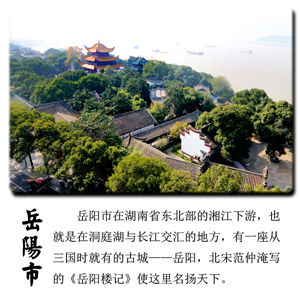 岳陽市
岳阳市在湖南省东北部的湘江下游，也
就是在洞庭湖与长江交汇的地方，有一座从
三国时就有的古城——岳阳，北宋范仲淹写
的《岳阳楼记》使这里名扬天下。